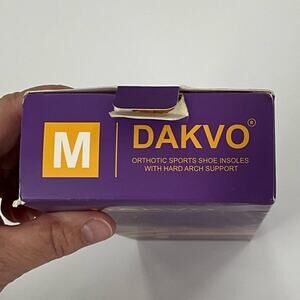 M
DAKVO®
ORTHOTIC SPORTS SHOE INSOLES
WITH HARD ARCH SUPPORT